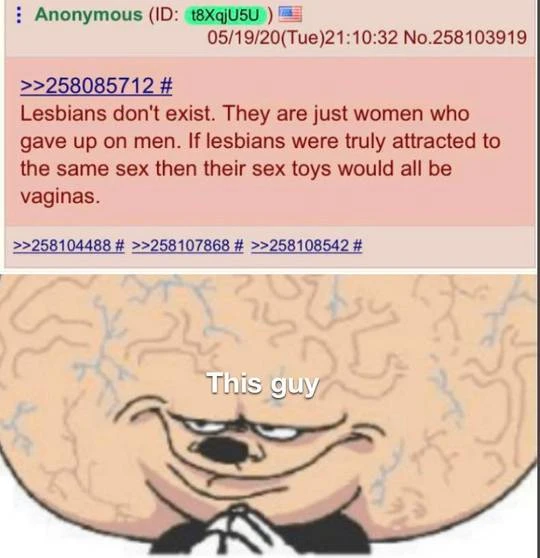 Anonymous (ID: t8XqjU5U)
05/19/20(Tue)21:10:32 No.258103919
>>258085712 #
Lesbians don't exist. They are just women who
gave up on men. If lesbians were truly attracted to
the same sex then their sex toys would all be
vaginas.
>>258104488 # >>258107868 # >>258108542 #
This guy